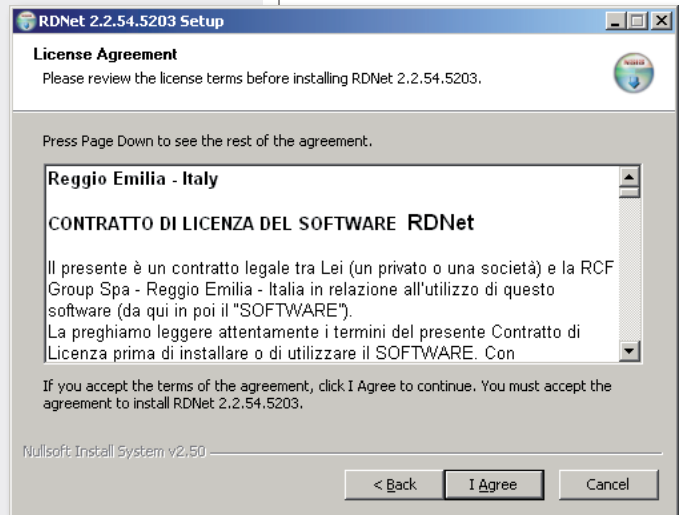 RDNet 2.2.54.5203 Setup
License Agreement
Please review the license terms before installing RDNet 2.2.54.5203.
Press Page Down to see the rest of the agreement.
Reggio Emilia - Italy
CONTRATTO DI LICENZA DEL SOFTWARE RDNet
Il presente è un contratto legale tra Lei (un privato o una società) e la RCF
Group Spa - Reggio Emilia - Italia in relazione all'utilizzo di questo
software (da qui in poi il "SOFTWARE").
La preghiamo leggere attentamente i termini del presente Contratto di
Licenza prima di installare o di utilizzare il SOFTWARE. Con
If you accept the terms of the agreement, click I Agree to continue. You must accept the
agreement to install RDNet 2.2.54.5203.
Nullsoft Install System v2.50
< Back
I Agree
Cancel